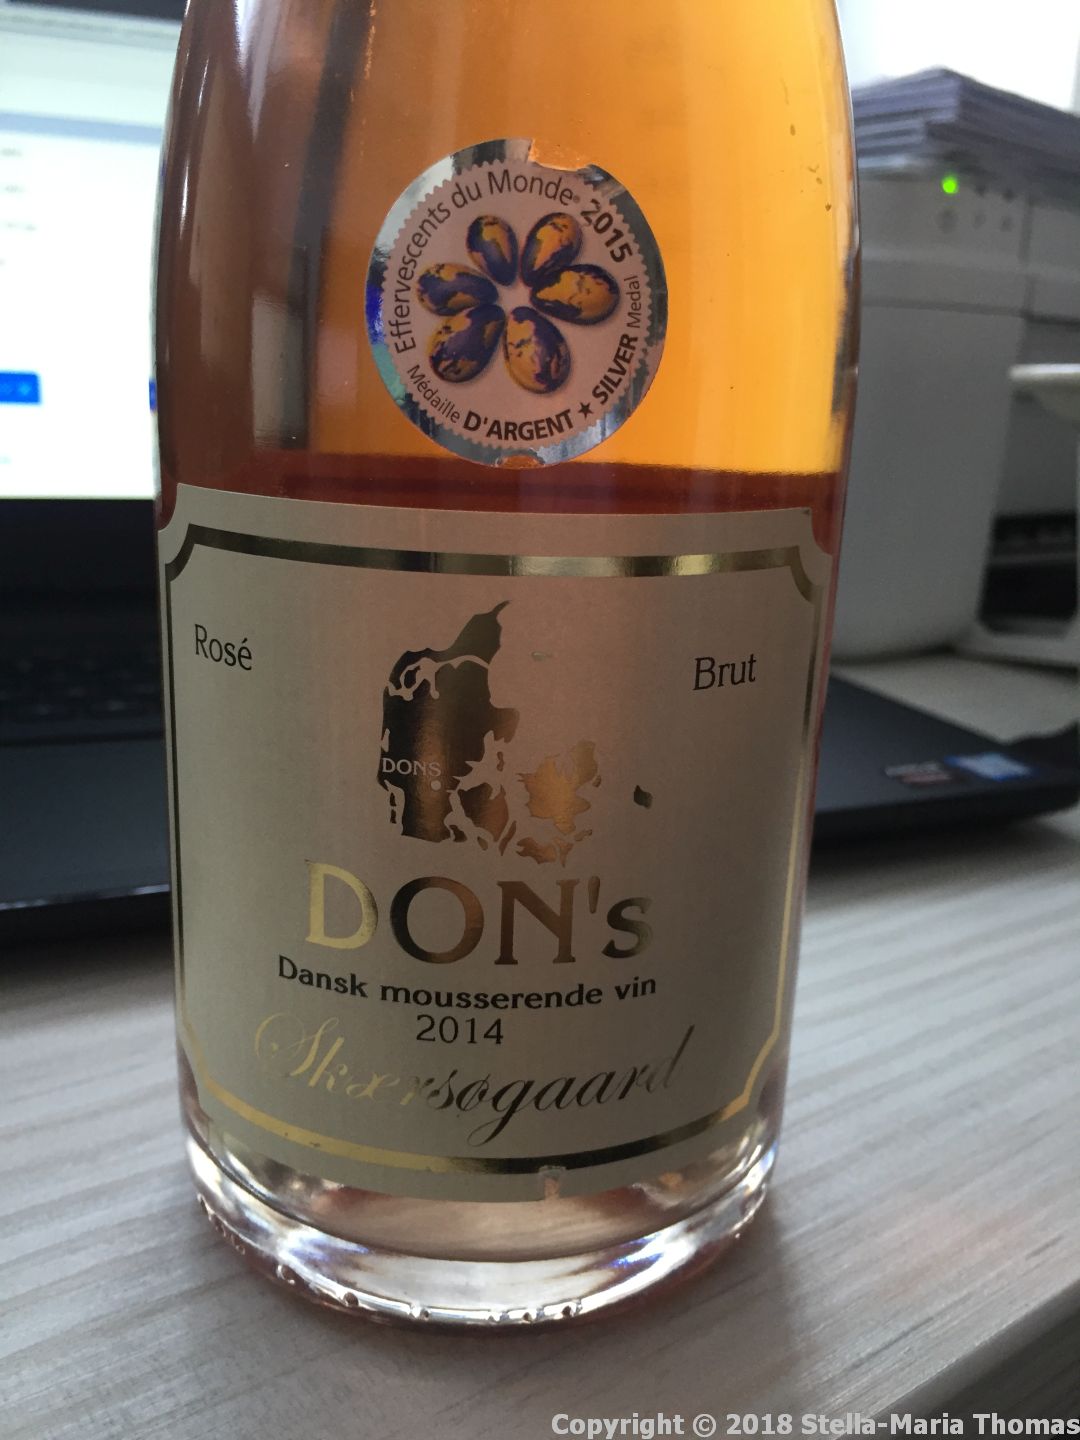 Effervescents du Monde® 2015
Médaille D'ARGENT ★ SILVER Medal
Rosé
Brut
DONS
DON's
Dansk mousserende vin
2014
Skærsøgaard
Copyright © 2018 Stella-Maria Thomas